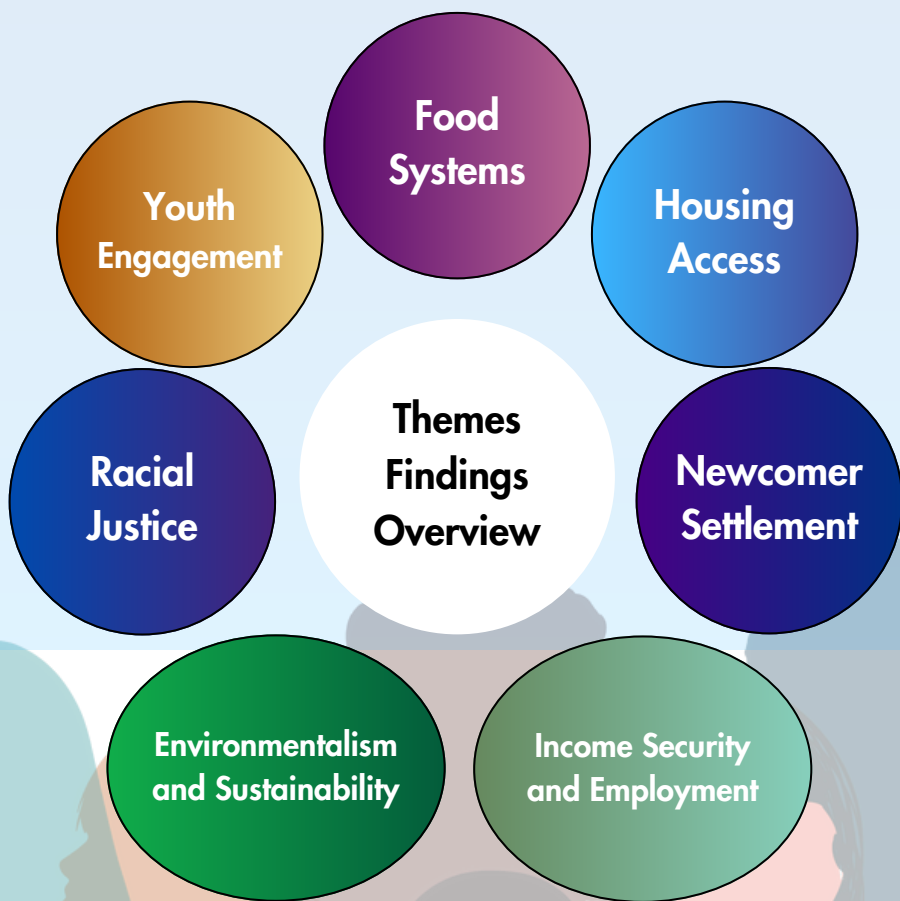 Food
Systems
Youth
Engagement
Housing
Access
Themes
Findings
Overview
Racial
Justice
Newcomer
Settlement
Environmentalism
and Sustainability
Income Security
and Employment